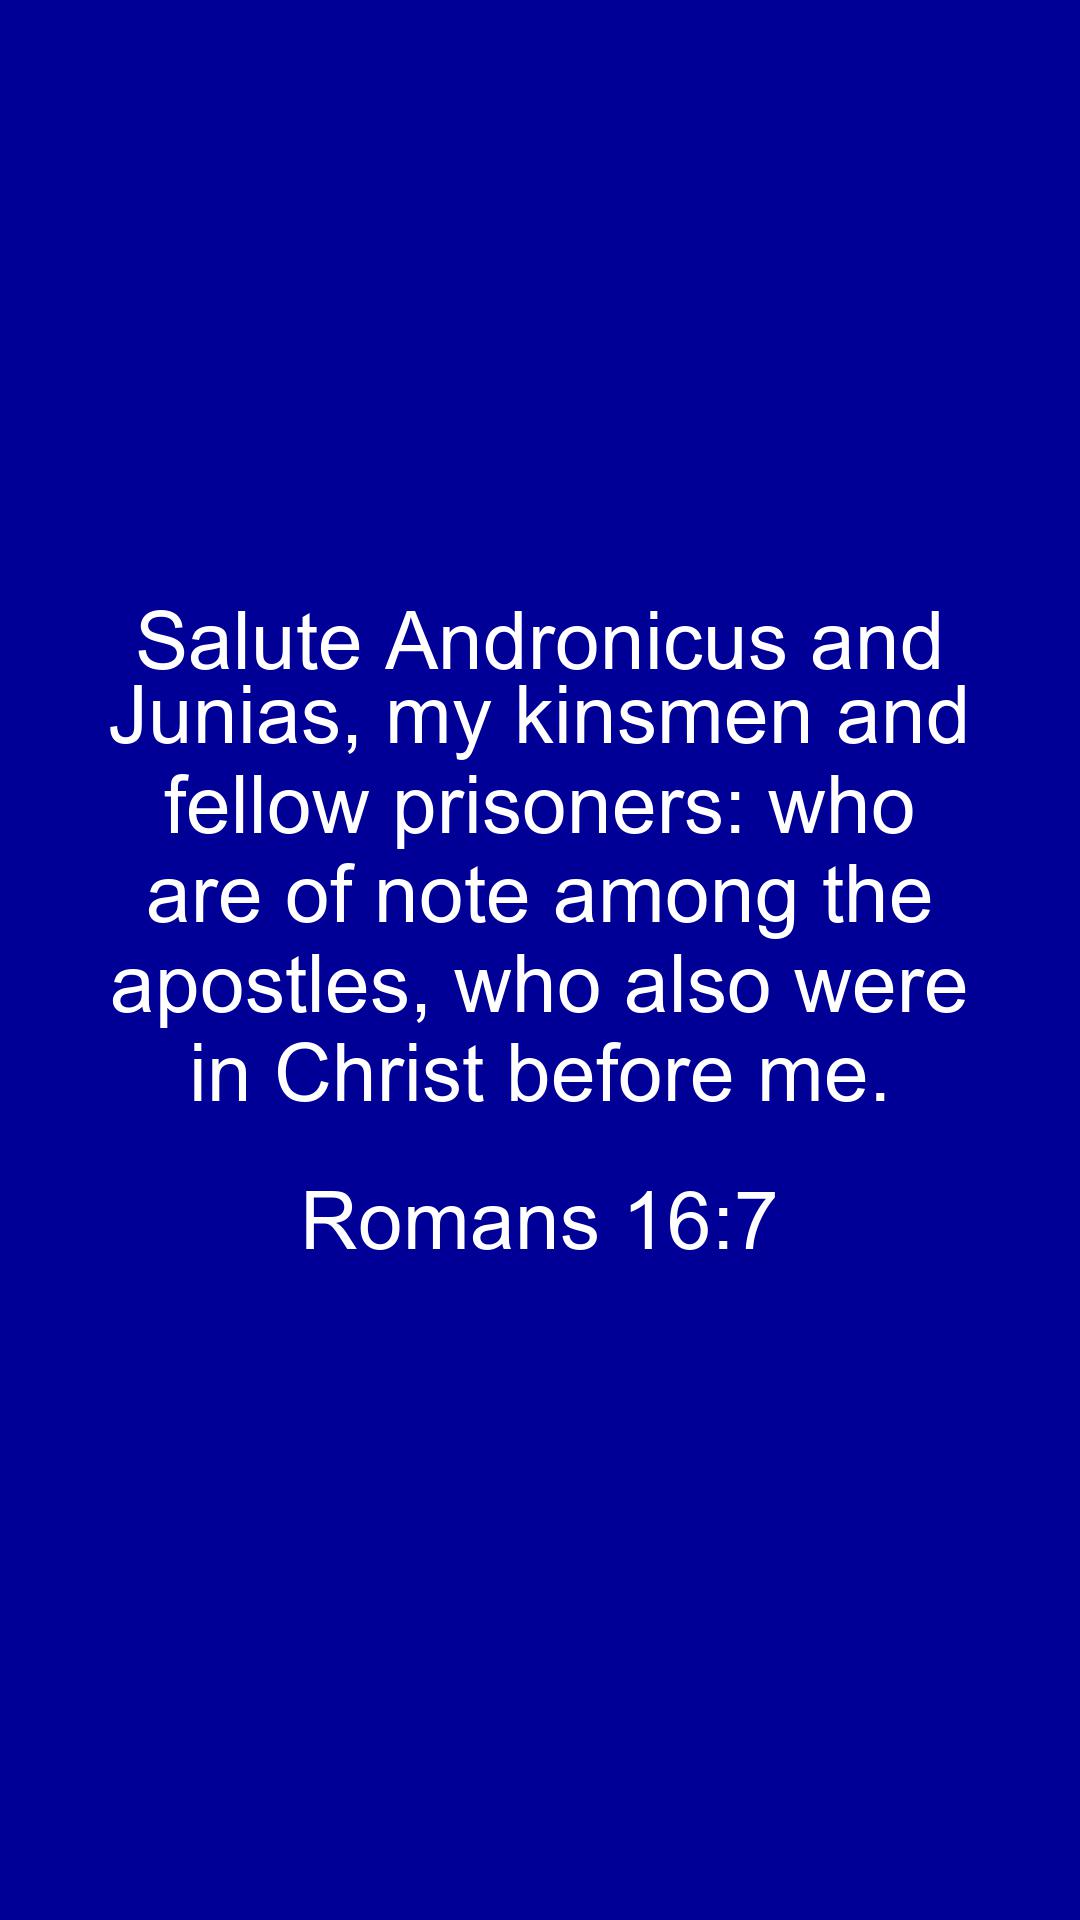 Salute Andronicus and
Junias, my kinsmen and
fellow prisoners: who
are of note among the
apostles, who also were
in Christ before me.
Romans 16:7